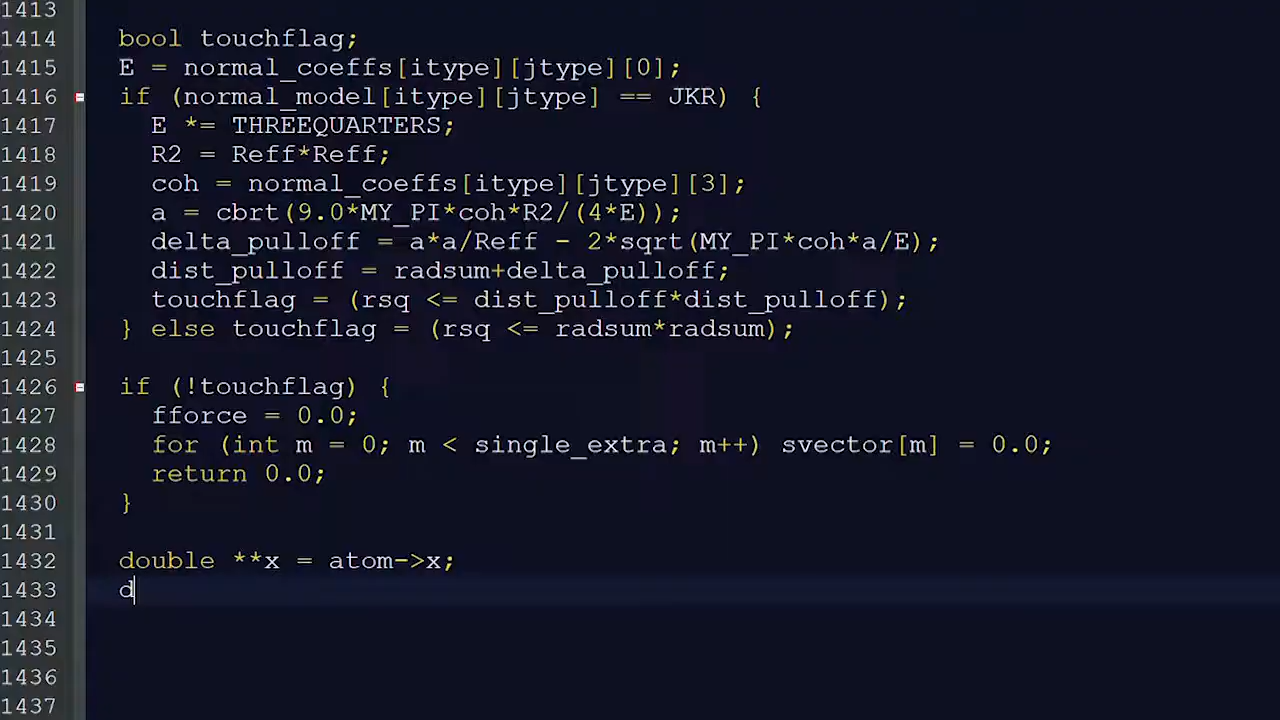 1413
1414 bool touchflag;
1415 E = normal_coeffs[itype][jtype][0];
1416 if (normal_model[itype][jtype] == JKR) {
1417 E *= THREEQUARTERS;
1418 R2 = Reff*Reff;
1419 coh = normal_coeffs[itype][jtype][3];
1420 a = cbrt(9.0*MY_PI*coh*R2/(4*E));
1421 delta_pulloff = a*a/Reff - 2*sqrt(MY_PI*coh*a/E);
1422 dist_pulloff = radsum+delta_pulloff;
1423 touchflag = (rsq <= dist_pulloff*dist_pulloff);
1424 } else touchflag = (rsq <= radsum*radsum);
1425
1426 if (!touchflag) {
1427 fforce = 0.0;
1428 for (int m = 0; m < single_extra; m++) svector[m] = 0.0;
1429 return 0.0;
1430 }
1431
1432 double **x = atom->x;
1433 d
1434
1435
1436
1437